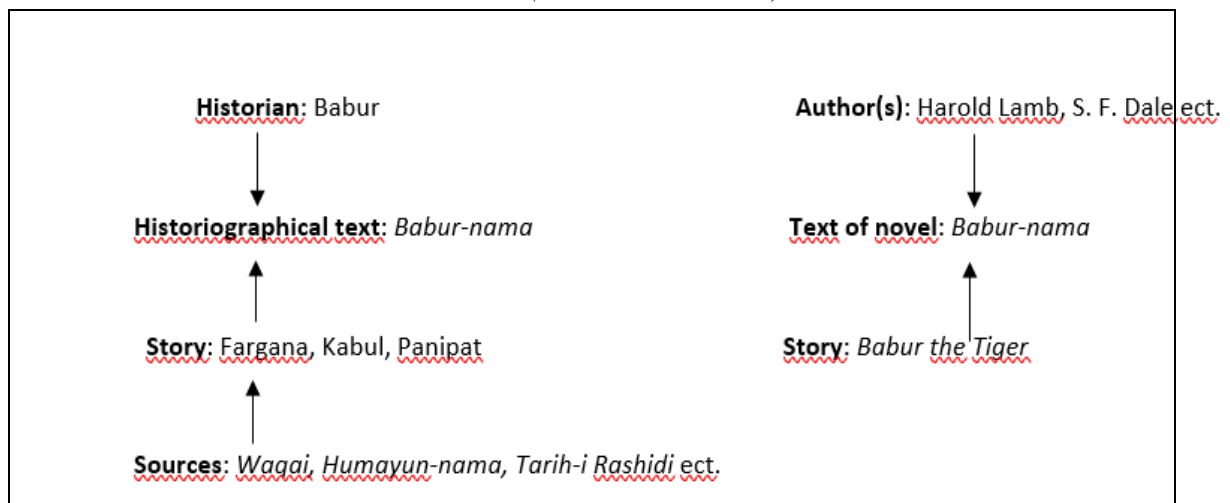 Historian: Babur
Author(s): Harold Lamb, S. F. Dale ect.
Historiographical text: Babur-nama
Text of novel: Babur-nama
Story: Fargana, Kabul, Panipat
Story: Babur the Tiger
Sources: Waqai, Humayun-nama, Tarih-i Rashidi ect.